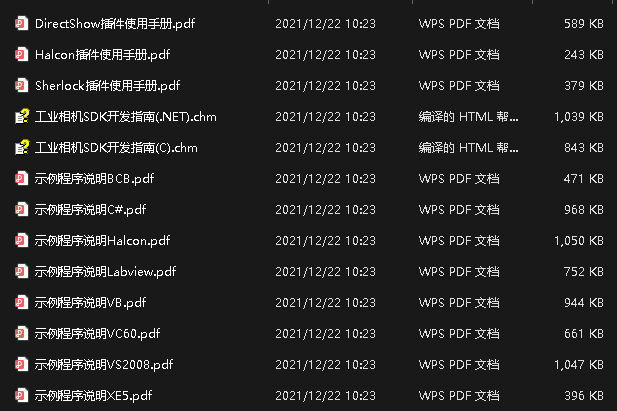 DirectShow插件使用手册.pdf 2021/12/22 10:23 WPS PDF 文档 589 KB
Halcon插件使用手册.pdf 2021/12/22 10:23 WPS PDF 文档 243 KB
Sherlock插件使用手册.pdf 2021/12/22 10:23 WPS PDF 文档 379 KB
工业相机SDK开发指南(.NET).chm 2021/12/22 10:23 编译的 HTML 帮... 1,039 KB
工业相机SDK开发指南(C).chm 2021/12/22 10:23 编译的 HTML 帮... 843 KB
示例程序说明BCB.pdf 2021/12/22 10:23 WPS PDF 文档 471 KB
示例程序说明C#.pdf 2021/12/22 10:23 WPS PDF 文档 968 KB
示例程序说明Halcon.pdf 2021/12/22 10:23 WPS PDF 文档 1,050 KB
示例程序说明Labview.pdf 2021/12/22 10:23 WPS PDF 文档 752 KB
示例程序说明VB.pdf 2021/12/22 10:23 WPS PDF 文档 944 KB
示例程序说明VC60.pdf 2021/12/22 10:23 WPS PDF 文档 661 KB
示例程序说明VS2008.pdf 2021/12/22 10:23 WPS PDF 文档 1,047 KB
示例程序说明XE5.pdf 2021/12/22 10:23 WPS PDF 文档 396 KB